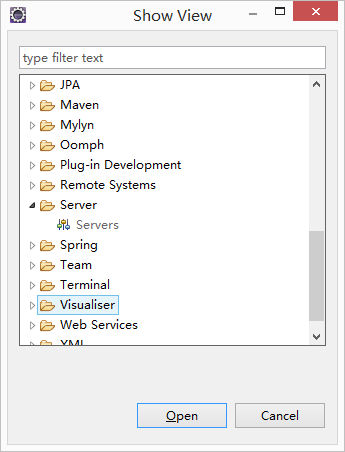 Show View
type filter text
JPA
Maven
Mylyn
Oomph
Plug-in Development
Remote Systems
Server
Servers
Spring
Team
Terminal
Visualiser
Web Services
XML
Open
Cancel